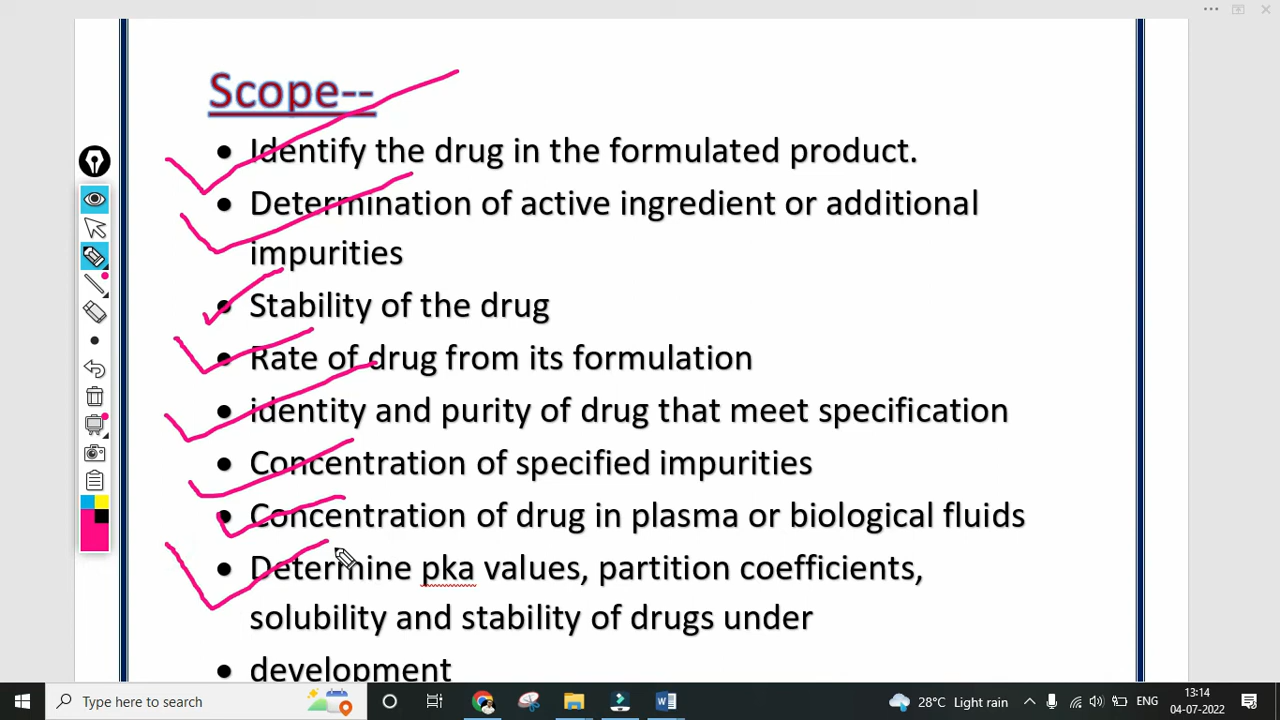 Scope--
• Identify the drug in the formulated product.
• Determination of active ingredient or additional
impurities
• Stability of the drug
• Rate of drug from its formulation
• identity and purity of drug that meet specification
• Concentration of specified impurities
• Concentration of drug in plasma or biological fluids
• Determine pka values, partition coefficients,
solubility and stability of drugs under
• development
Type here to search
28°C Light rain
ENG
13:14
04-07-2022